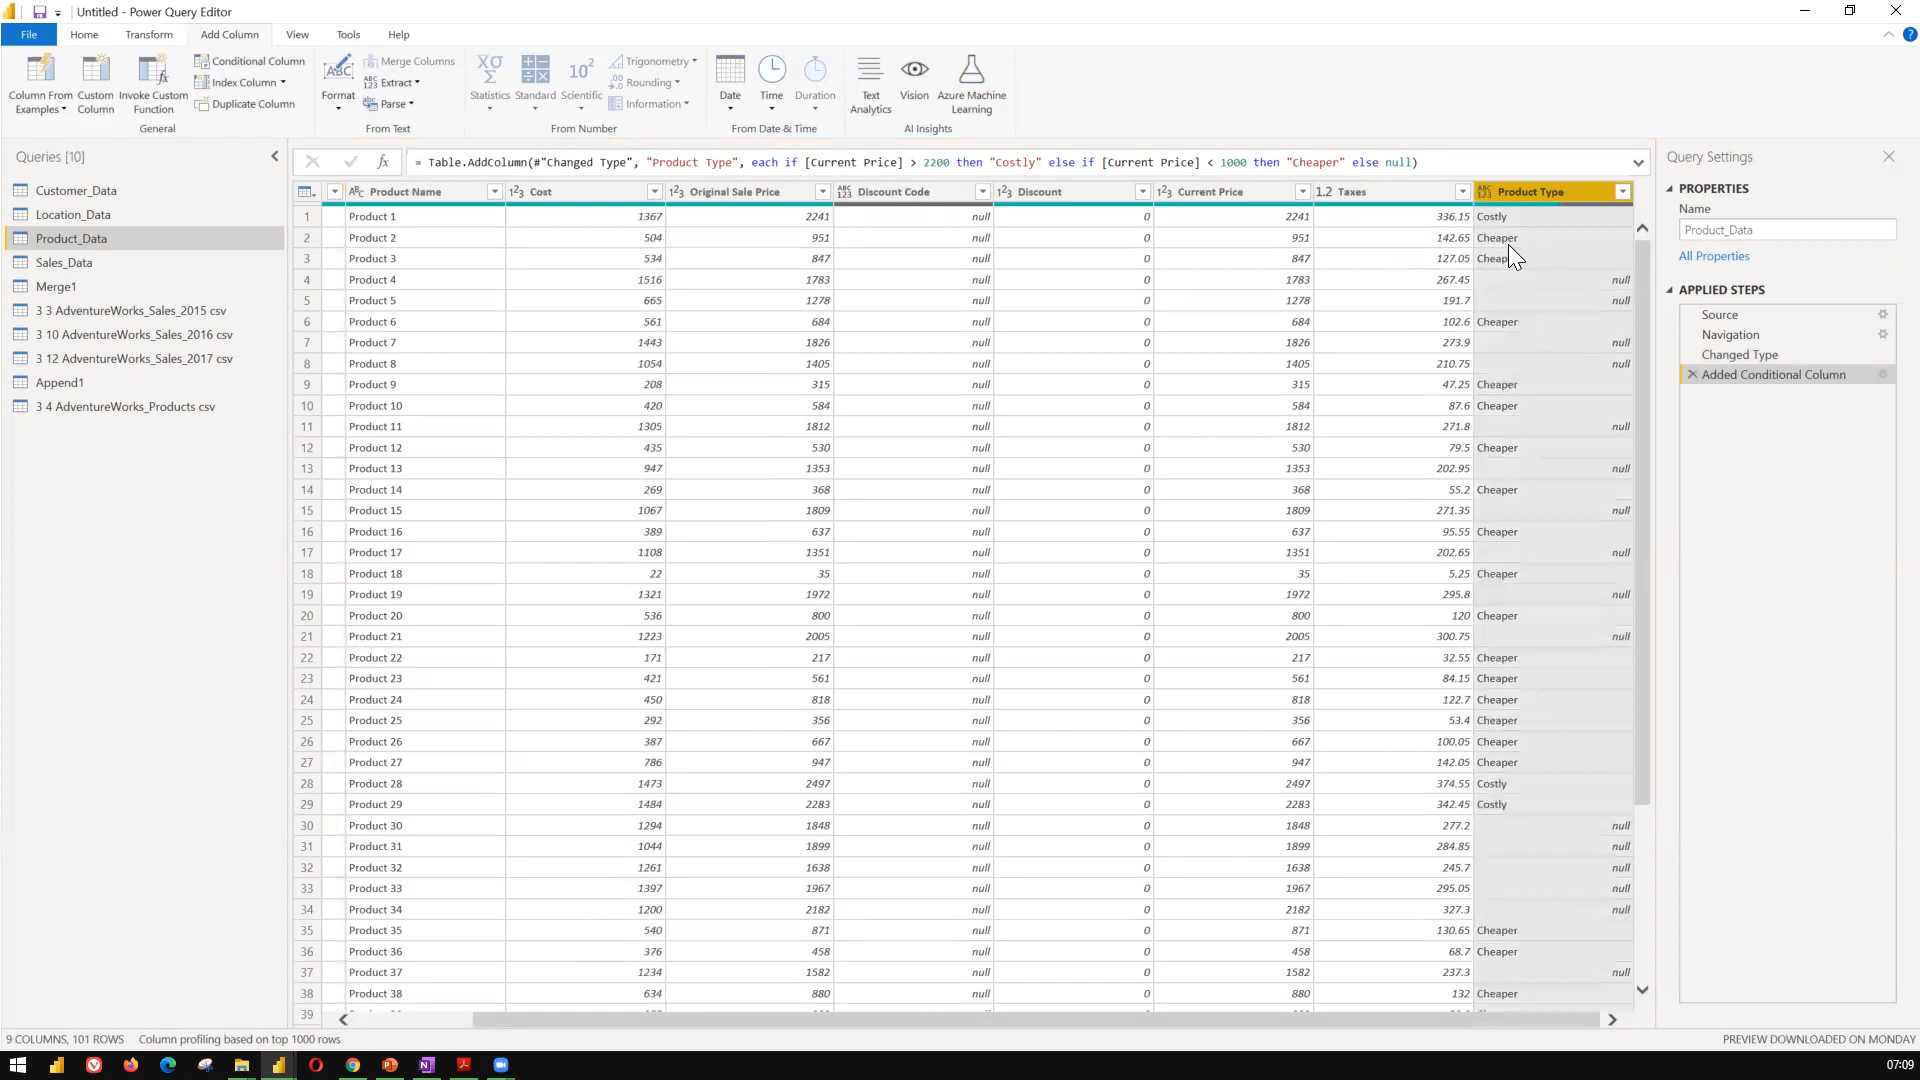 Untitled - Power Query Editor
File Home Transform Add Column View Tools Help
Column From Examples
Custom Column
Invoke Custom Function
Conditional Column
Index Column
Duplicate Column
General
Format
Merge Columns
Extract
Parse
From Text
Statistics
Standard
Scientific
Trigonometry
Rounding
Information
From Number
Date
Time
Duration
From Date & Time
Text Analytics
Vision
Azure Machine Learning
AI Insights
Queries [10]
Customer_Data
Location_Data
Product_Data
Sales_Data
Merge1
3 3 AdventureWorks_Sales_2015 csv
3 10 AdventureWorks_Sales_2016 csv
3 12 AdventureWorks_Sales_2017 csv
Append1
3 4 AdventureWorks_Products csv
= Table.AddColumn(#"Changed Type", "Product Type", each if [Current Price] > 2200 then "Costly" else if [Current Price] < 1000 then "Cheaper" else null)
Product Name Cost Original Sale Price Discount Code Discount Current Price Taxes Product Type
1 Product 1 1367 2241 null 0 2241 336.15 Costly
2 Product 2 504 951 null 0 951 142.65 Cheaper
3 Product 3 534 847 null 0 847 127.05
4 Product 4 1516 1783 null 0 1783 267.45 null
5 Product 5 665 1278 null 0 1278 191.7 null
6 Product 6 561 684 null 0 684 102.6 Cheaper
7 Product 7 1443 1826 null 0 1826 273.9 null
8 Product 8 1054 1405 null 0 1405 210.75 null
9 Product 9 208 315 null 0 315 47.25 Cheaper
10 Product 10 420 584 null 0 584 87.6 Cheaper
11 Product 11 1305 1812 null 0 1812 271.8 null
12 Product 12 435 530 null 0 530 79.5 Cheaper
13 Product 13 947 1353 null 0 1353 202.95 null
14 Product 14 269 368 null 0 368 55.2 Cheaper
15 Product 15 1067 1809 null 0 1809 271.35 null
16 Product 16 389 637 null 0 637 95.55 Cheaper
17 Product 17 1108 1351 null 0 1351 202.65 null
18 Product 18 22 35 null 0 35 5.25 Cheaper
19 Product 19 1321 1972 null 0 1972 295.8 null
20 Product 20 536 800 null 0 800 120 Cheaper
21 Product 21 1223 2005 null 0 2005 300.75 null
22 Product 22 171 217 null 0 217 32.55 Cheaper
23 Product 23 421 561 null 0 561 84.15 Cheaper
24 Product 24 450 818 null 0 818 122.7 Cheaper
25 Product 25 292 356 null 0 356 53.4 Cheaper
26 Product 26 387 667 null 0 667 100.05 Cheaper
27 Product 27 786 947 null 0 947 142.05 Cheaper
28 Product 28 1473 2497 null 0 2497 374.55 Costly
29 Product 29 1484 2283 null 0 2283 342.45 Costly
30 Product 30 1294 1848 null 0 1848 277.2 null
31 Product 31 1044 1899 null 0 1899 284.85 null
32 Product 32 1261 1638 null 0 1638 245.7 null
33 Product 33 1397 1967 null 0 1967 295.05 null
34 Product 34 1200 2182 null 0 2182 327.3 null
35 Product 35 540 871 null 0 871 130.65 Cheaper
36 Product 36 376 458 null 0 458 68.7 Cheaper
37 Product 37 1234 1582 null 0 1582 237.3 null
38 Product 38 634 880 null 0 880 132 Cheaper
39
Query Settings
PROPERTIES
Name
Product_Data
All Properties
APPLIED STEPS
Source
Navigation
Changed Type
Added Conditional Column
9 COLUMNS, 101 ROWS Column profiling based on top 1000 rows PREVIEW DOWNLOADED ON MONDAY
07:09